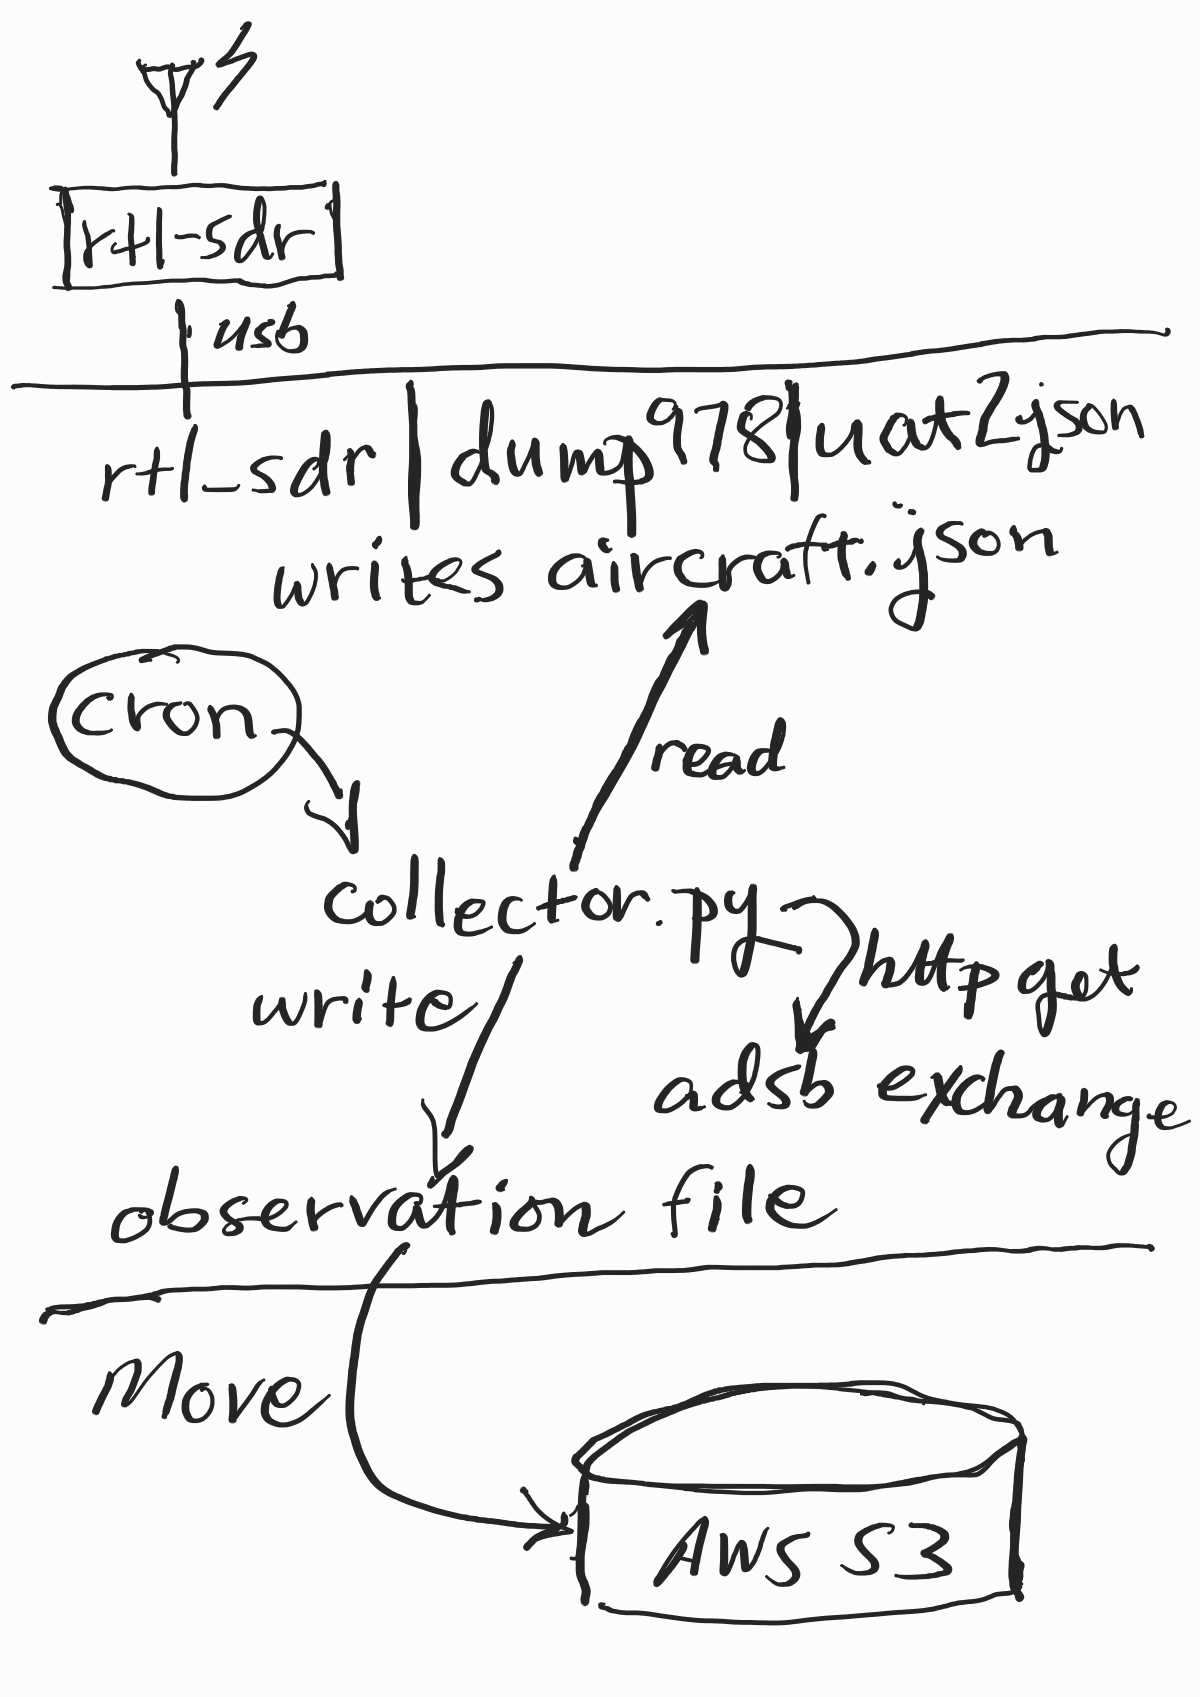 rtl-sdr
usb
rtl_sdr | dump978 | uat2json
writes aircraft.json
cron
read
collector.py
http get
write
adsb exchange
observation file
Move
AWS S3